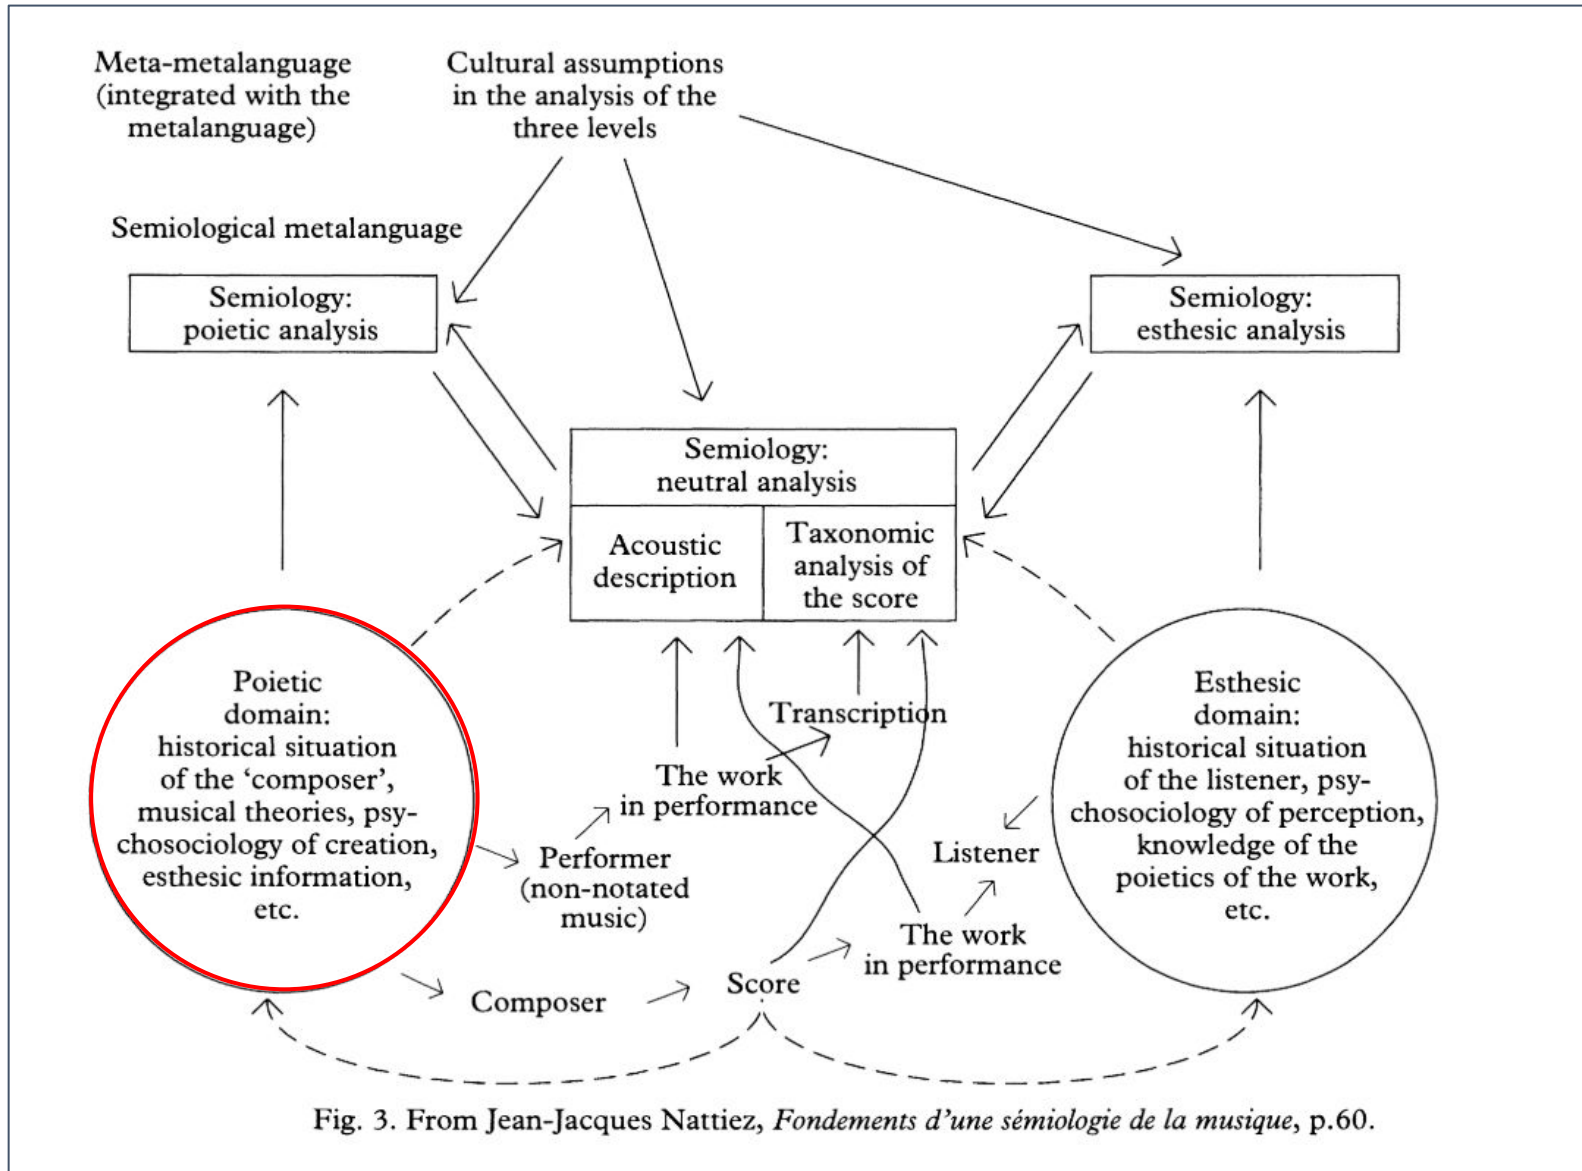 Meta-metalanguage
(integrated with the
metalanguage)
Cultural assumptions
in the analysis of the
three levels
Semiological metalanguage
Semiology:
poietic analysis
Semiology:
esthesic analysis
Semiology:
neutral analysis
Acoustic
description
Taxonomic
analysis of
the score
Poietic
domain:
historical situation
of the ‘composer’,
musical theories, psy-
chosociology of creation,
esthesic information,
etc.
Esthesic
domain:
historical situation
of the listener, psy-
chosociology of perception,
knowledge of the
poietics of the work,
etc.
Transcription
The work
in performance
Performer
(non-notated
music)
Listener
The work
in performance
Composer
Score
Fig. 3. From Jean-Jacques Nattiez, Fondements d’une sémiologie de la musique, p.60.